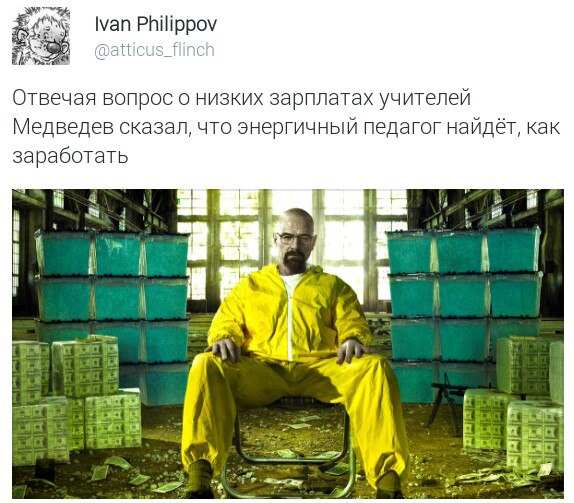 Ivan Philippov
@atticus_flinch
Отвечая вопрос о низких зарплатах учителей
Медведев сказал, что энергичный педагог найдёт, как
заработать